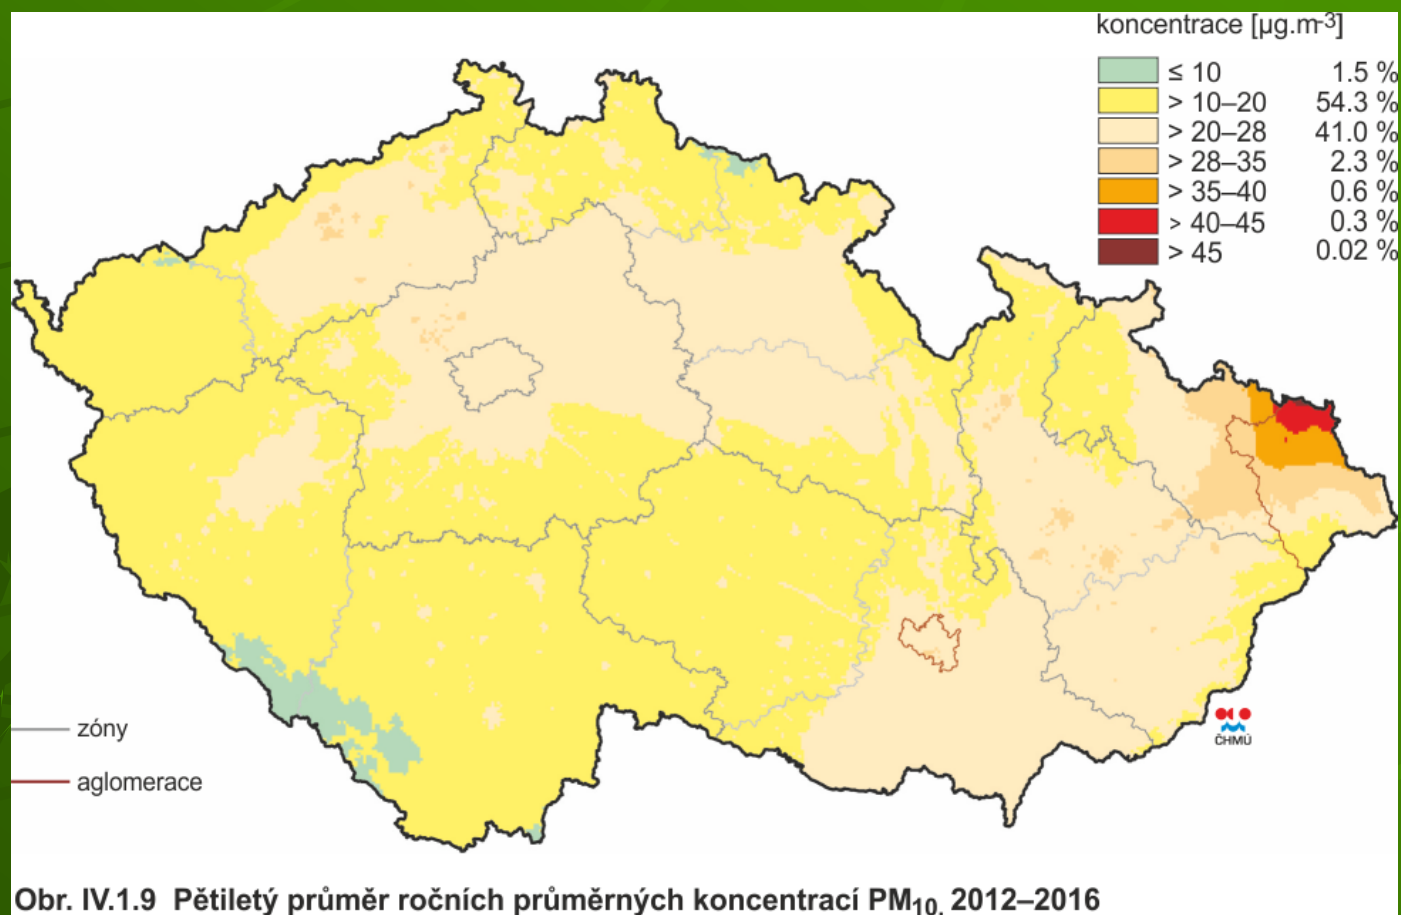 koncentrace [µg.m-3]
≤ 10 1.5 %
> 10–20 54.3 %
> 20–28 41.0 %
> 28–35 2.3 %
> 35–40 0.6 %
> 40–45 0.3 %
> 45 0.02 %
ČHMÚ
zóny
aglomerace
Obr. IV.1.9 Pětiletý průměr ročních průměrných koncentrací PM10, 2012–2016